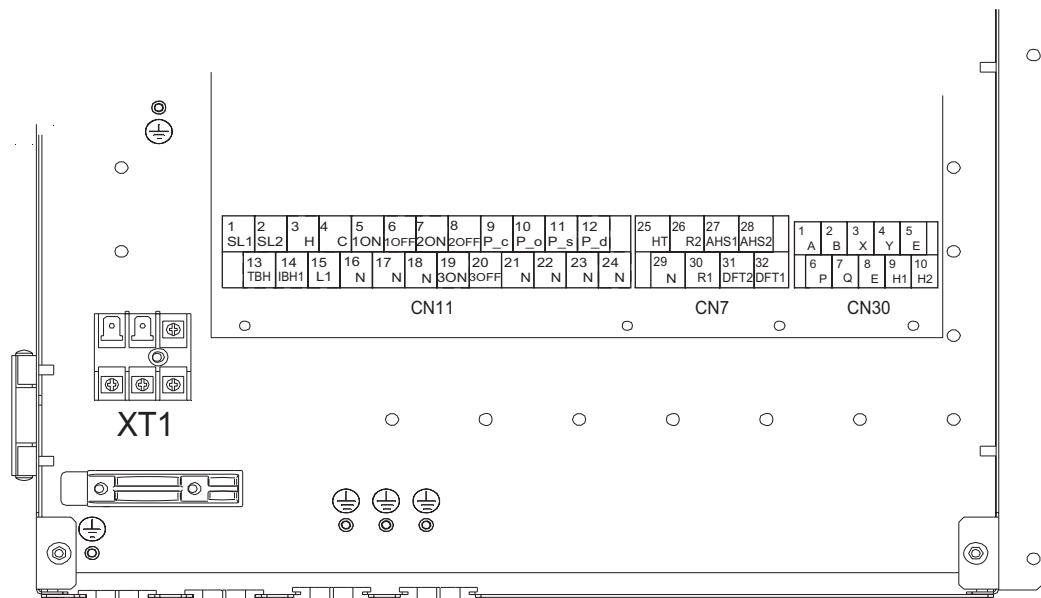 1 2 3 4 5 6 7 8 9 10 11 12
SL1 SL2 H C 1ON 1OFF 2ON 2OFF P_c P_o P_s P_d
13 14 15 16 17 18 19 20 21 22 23 24
TBH IBH1 L1 N N N 3ON 3OFF N N N N
CN11
25 26 27 28
HT R2 AHS1 AHS2
29 30 31 32
N R1 DFT2 DFT1
CN7
1 2 3 4 5
A B X Y E
6 7 8 9 10
P Q E H1 H2
CN30
XT1